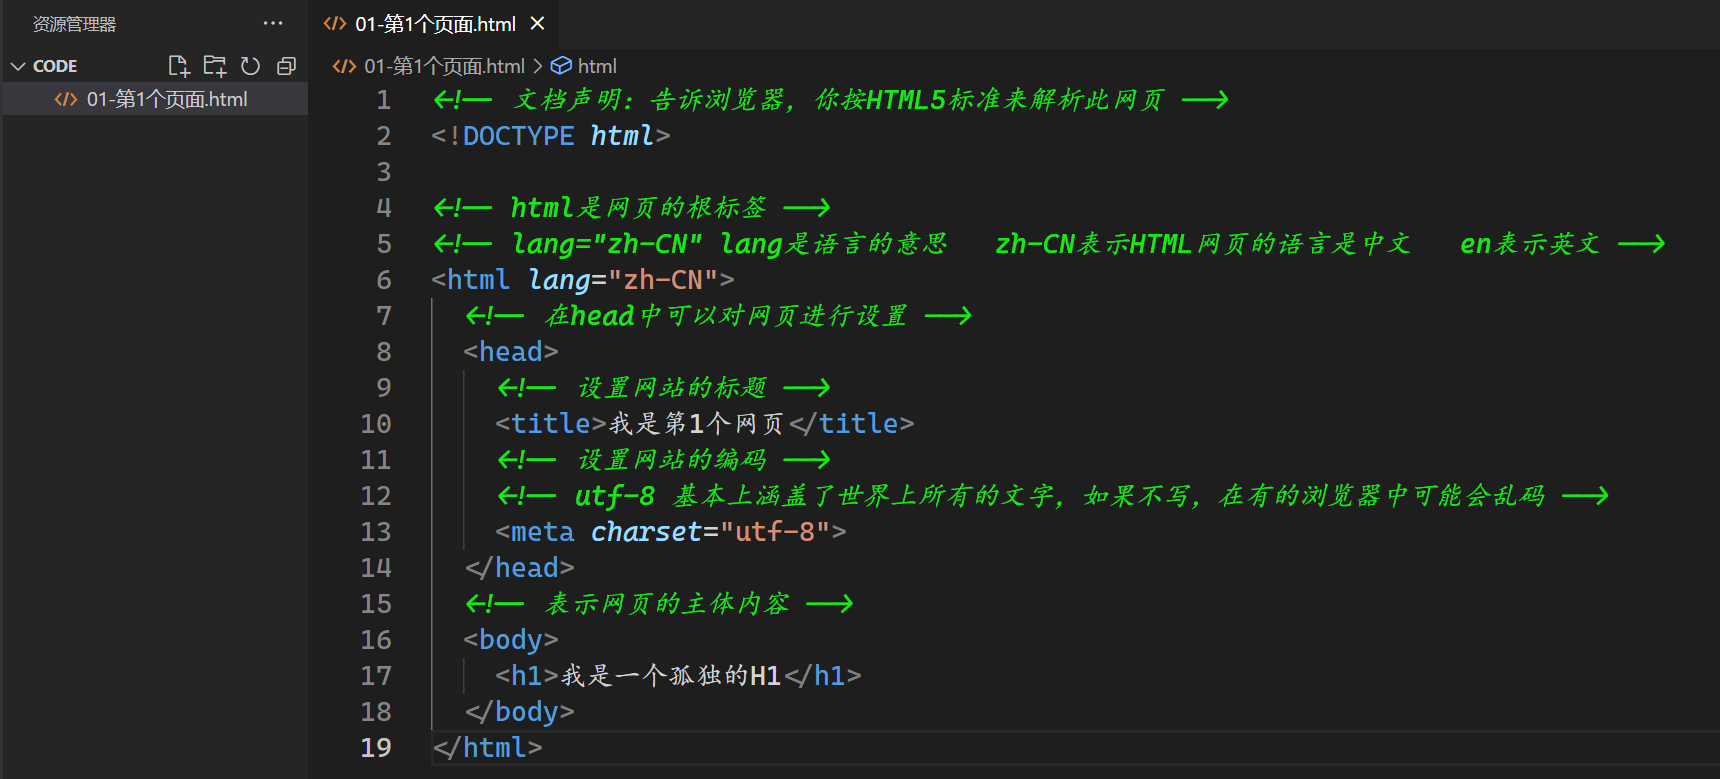 资源管理器 ···
CODE
01-第1个页面.html
01-第1个页面.html
01-第1个页面.html > html
1 <!-- 文档声明：告诉浏览器，你按HTML5标准来解析此网页 -->
2 <!DOCTYPE html>
3
4 <!-- html是网页的根标签 -->
5 <!-- lang="zh-CN" lang是语言的意思   zh-CN表示HTML网页的语言是中文   en表示英文 -->
6 <html lang="zh-CN">
7   <!-- 在head中可以对网页进行设置 -->
8   <head>
9     <!-- 设置网站的标题 -->
10     <title>我是第1个网页</title>
11     <!-- 设置网站的编码 -->
12     <!-- utf-8 基本上涵盖了世界上所有的文字，如果不写，在有的浏览器中可能会乱码 -->
13     <meta charset="utf-8">
14   </head>
15   <!-- 表示网页的主体内容 -->
16   <body>
17     <h1>我是一个孤独的H1</h1>
18   </body>
19 </html>